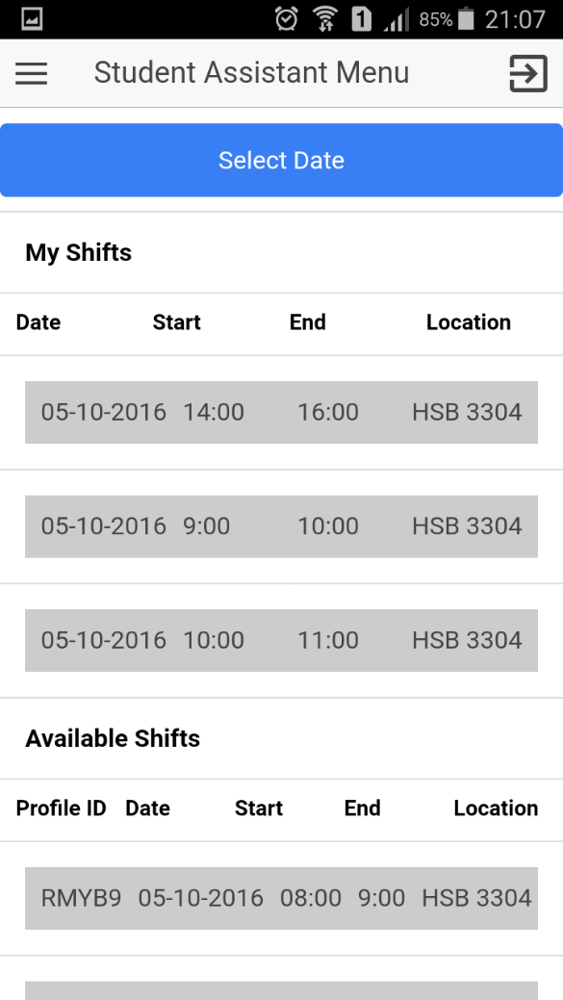 1 85% 21:07
Student Assistant Menu
Select Date
My Shifts
Date Start End Location
05-10-2016 14:00 16:00 HSB 3304
05-10-2016 9:00 10:00 HSB 3304
05-10-2016 10:00 11:00 HSB 3304
Available Shifts
Profile ID Date Start End Location
RMYB9 05-10-2016 08:00 9:00 HSB 3304